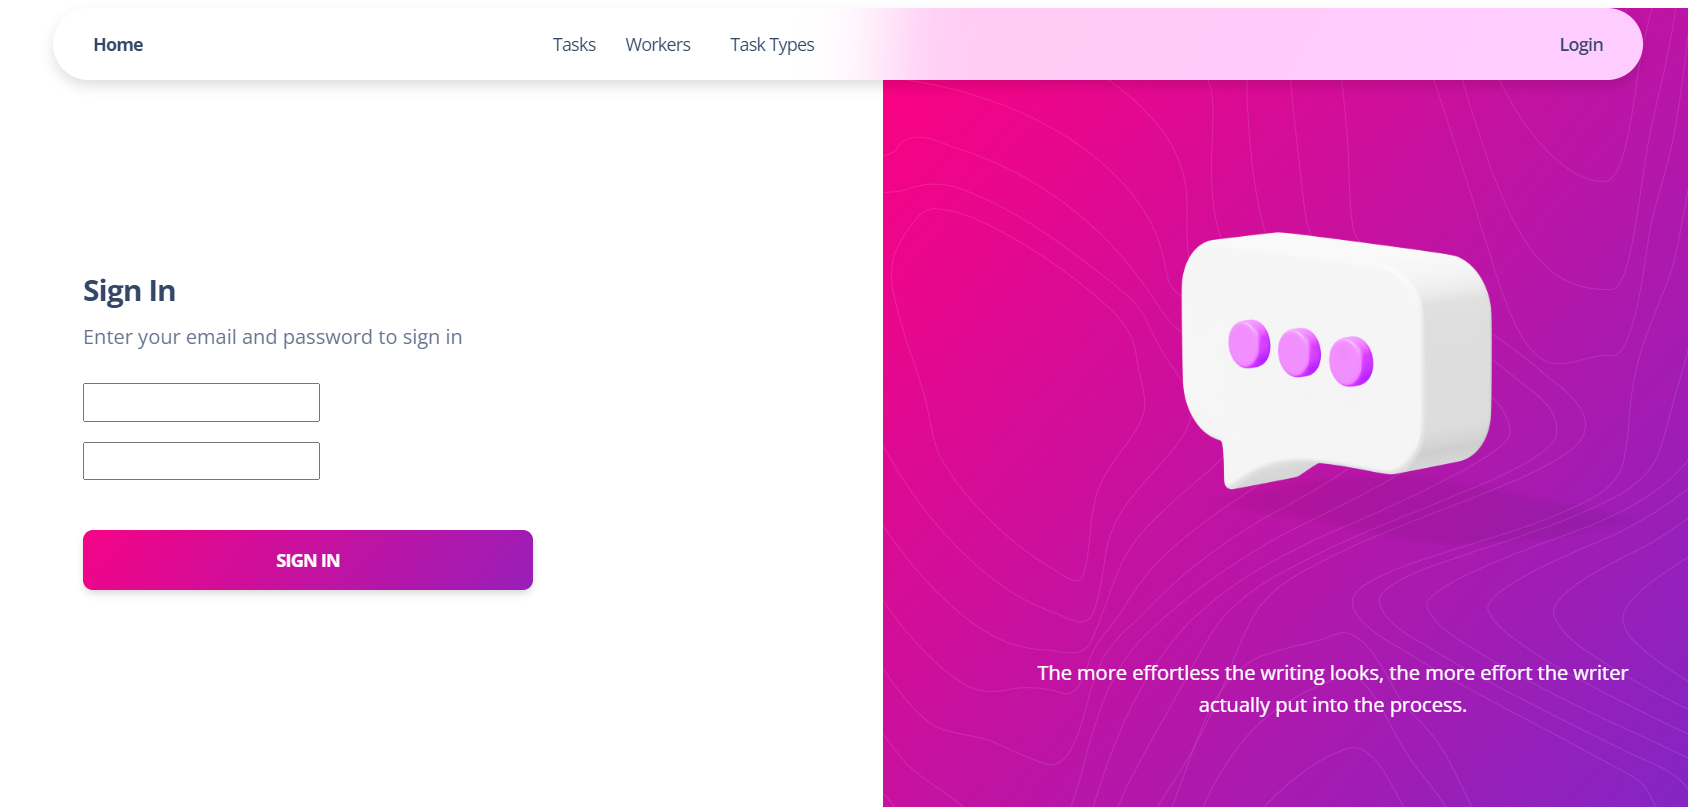 Home Tasks Workers Task Types Login
Sign In
Enter your email and password to sign in
SIGN IN
The more effortless the writing looks, the more effort the writer
actually put into the process.